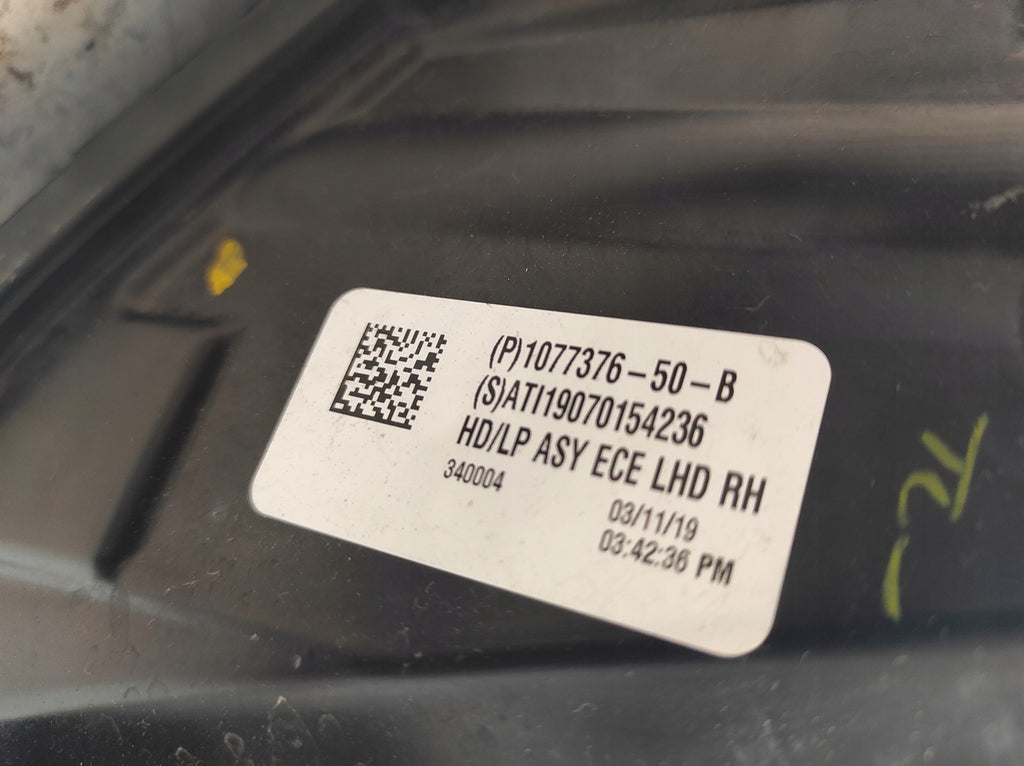 (P)1077376-50-B
(S)ATI19070154236
HD/LP ASY ECE LHD RH
340004
03/11/19
03:42:36 PM